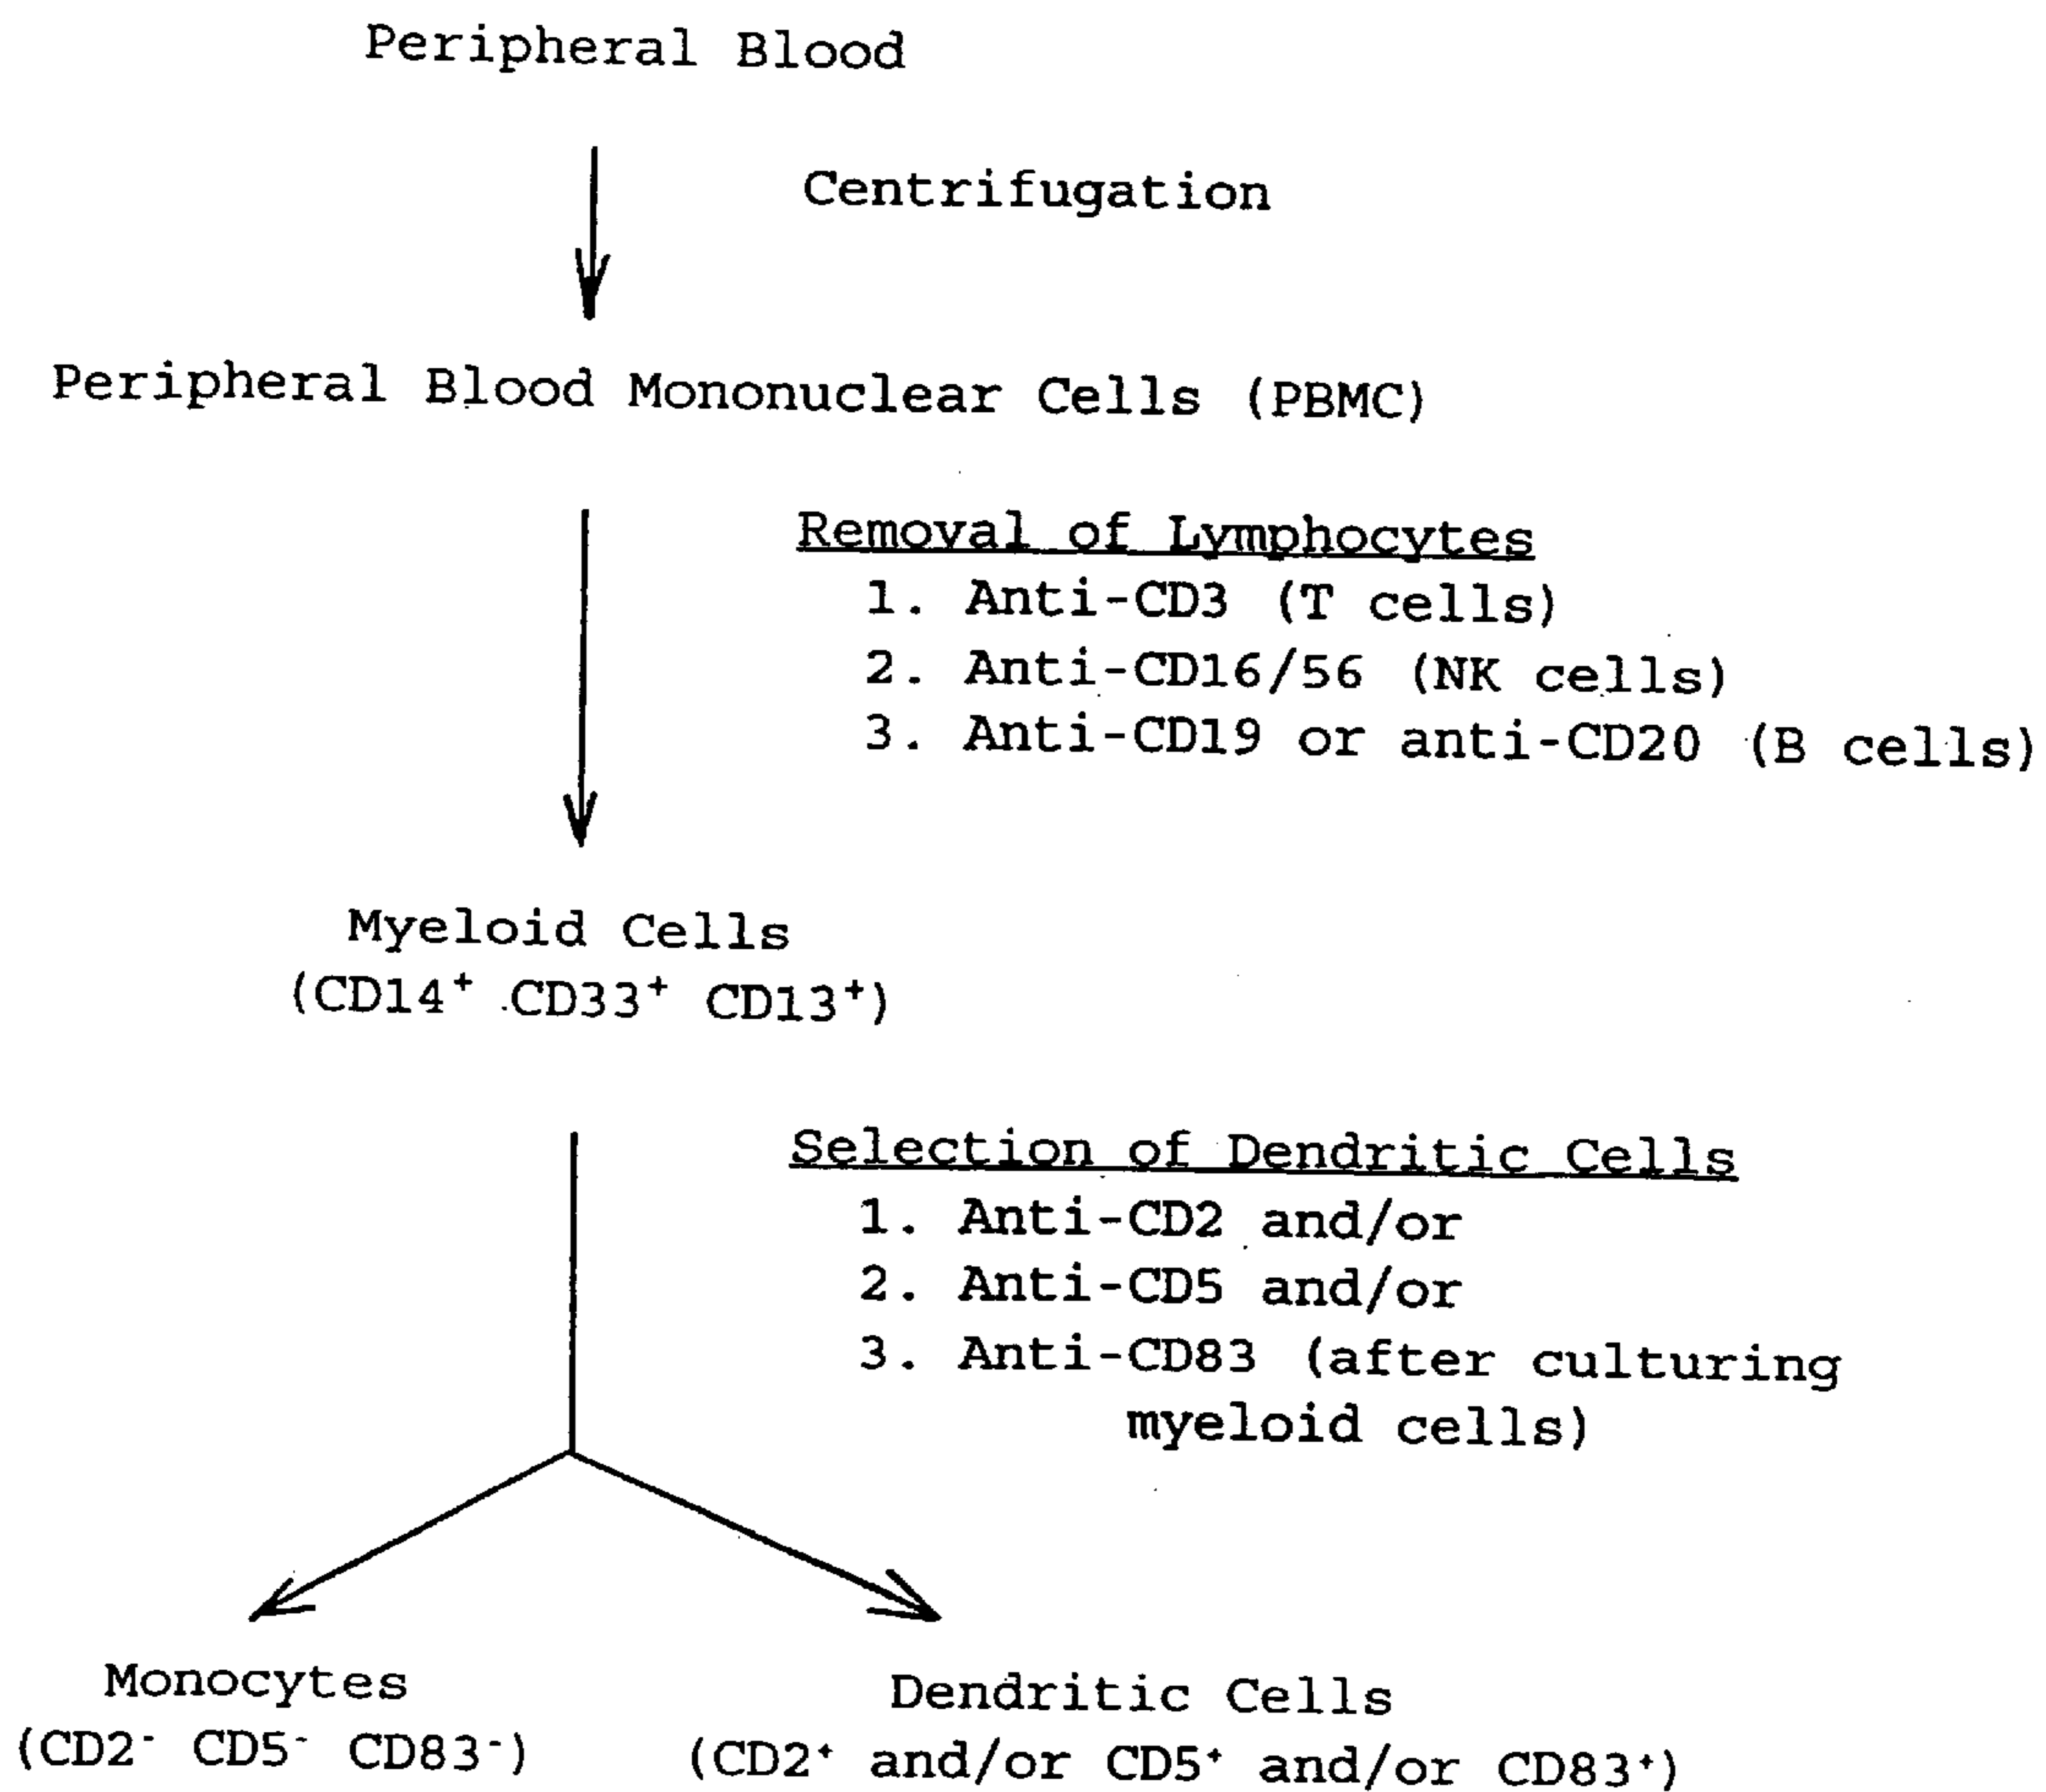 Peripheral Blood
Centrifugation
Peripheral Blood Mononuclear Cells (PBMC)
Removal of Lymphocytes
1. Anti-CD3 (T cells)
2. Anti-CD16/56 (NK cells)
3. Anti-CD19 or anti-CD20 (B cells)
Myeloid Cells
(CD14⁺ CD33⁺ CD13⁺)
Selection of Dendritic Cells
1. Anti-CD2 and/or
2. Anti-CD5 and/or
3. Anti-CD83 (after culturing
myeloid cells)
Monocytes
(CD2⁻ CD5⁻ CD83⁻)
Dendritic Cells
(CD2⁺ and/or CD5⁺ and/or CD83⁺)